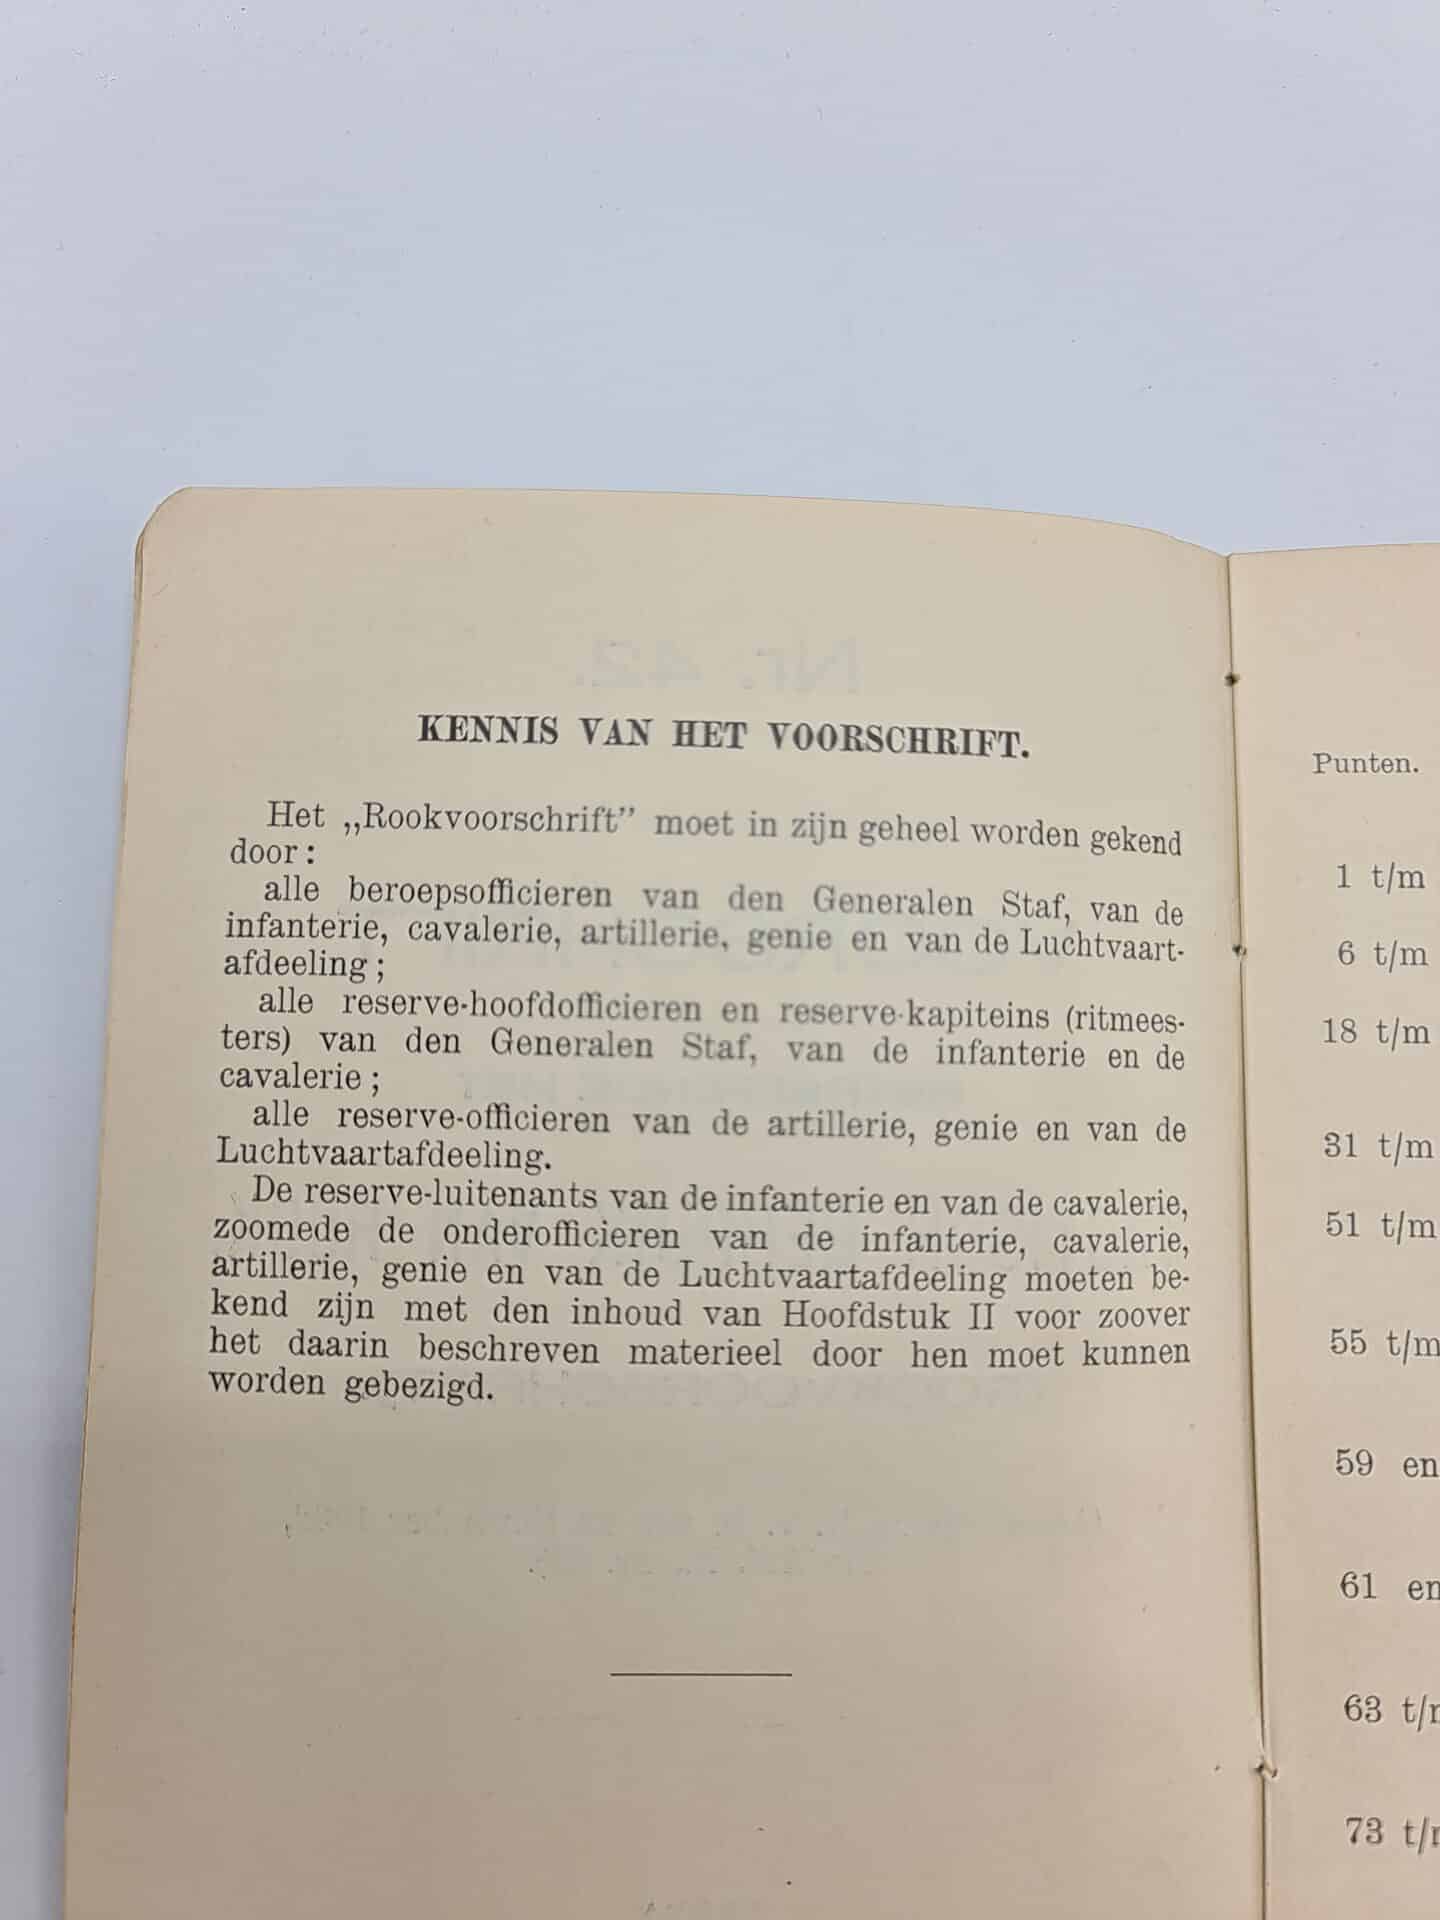 KENNIS VAN HET VOORSCHRIFT.
Het „Rookvoorschrift” moet in zijn geheel worden gekend
door:
alle beroepsofficieren van den Generalen Staf, van de
infanterie, cavalerie, artillerie, genie en van de Luchtvaart-
afdeeling;
alle reserve-hoofdofficieren en reserve-kapiteins (ritmees-
ters) van den Generalen Staf, van de infanterie en de
cavalerie;
alle reserve-officieren van de artillerie, genie en van de
Luchtvaartafdeeling.
De reserve-luitenants van de infanterie en van de cavalerie,
zoomede de onderofficieren van de infanterie, cavalerie,
artillerie, genie en van de Luchtvaartafdeeling moeten be-
kend zijn met den inhoud van Hoofdstuk II voor zoover
het daarin beschreven materieel door hen moet kunnen
worden gebezigd.
Punten.
1 t/m
6 t/m
18 t/m
31 t/m
51 t/m
55 t/m
59 en
61 en
63
73